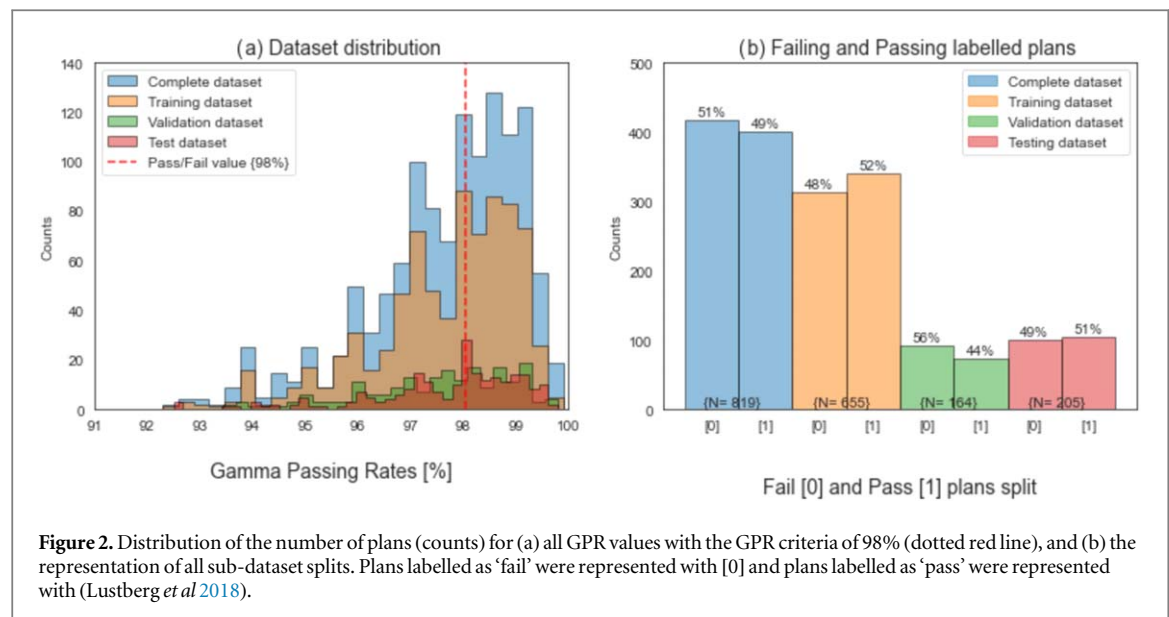 (a) Dataset distribution
140
120
100
80
60
40
20
0
Counts
Complete dataset
Training dataset
Validation dataset
Test dataset
Pass/Fail value {98%}
91 92 93 94 95 96 97 98 99 100
Gamma Passing Rates [%]
(b) Failing and Passing labelled plans
500
400
300
200
100
0
Counts
Complete dataset
Training dataset
Validation dataset
Testing dataset
51% 49% 48% 52% 56% 44% 49% 51%
{N= 819} {N= 655} {N= 164} {N= 205}
[0] [1] [0] [1] [0] [1] [0] [1]
Fail [0] and Pass [1] plans split
Figure 2. Distribution of the number of plans (counts) for (a) all GPR values with the GPR criteria of 98% (dotted red line), and (b) the
representation of all sub-dataset splits. Plans labelled as ‘fail’ were represented with [0] and plans labelled as ‘pass’ were represented
with (Lustberg et al 2018).